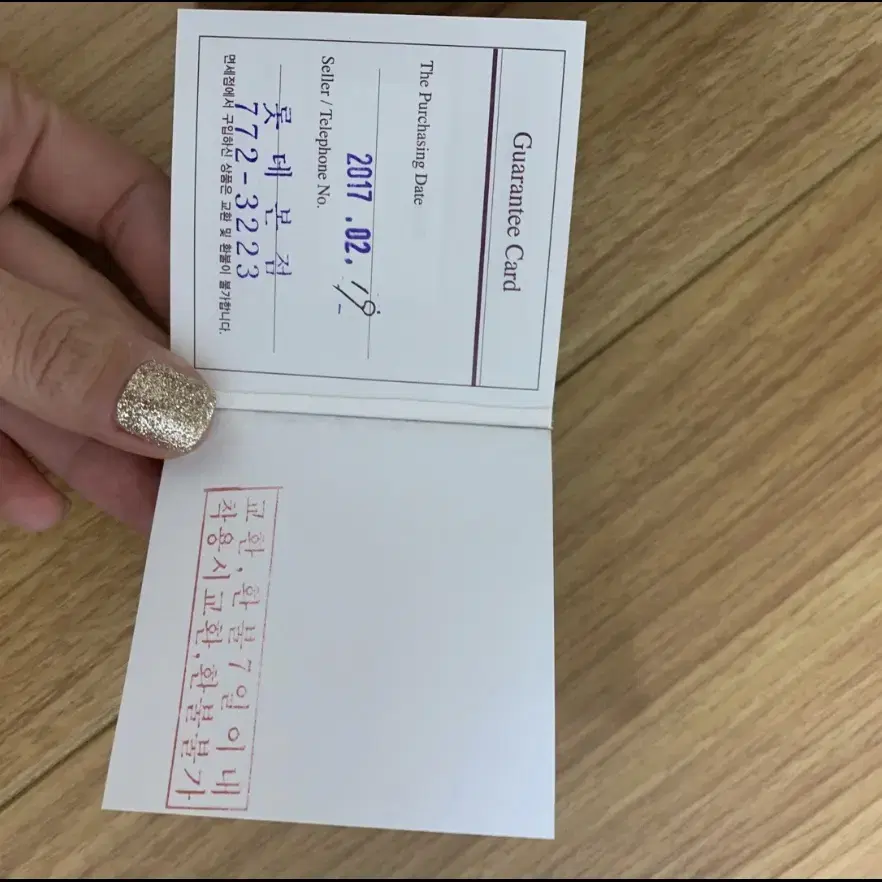 Guarantee Card
The Purchasing Date
2017.02.19
Seller / Telephone No.
롯데본점
772-3223
면세점에서 구입하신 상품은 교환 및 환불이 불가합니다.
교환,환불7일이내
착용시교환,환불불가